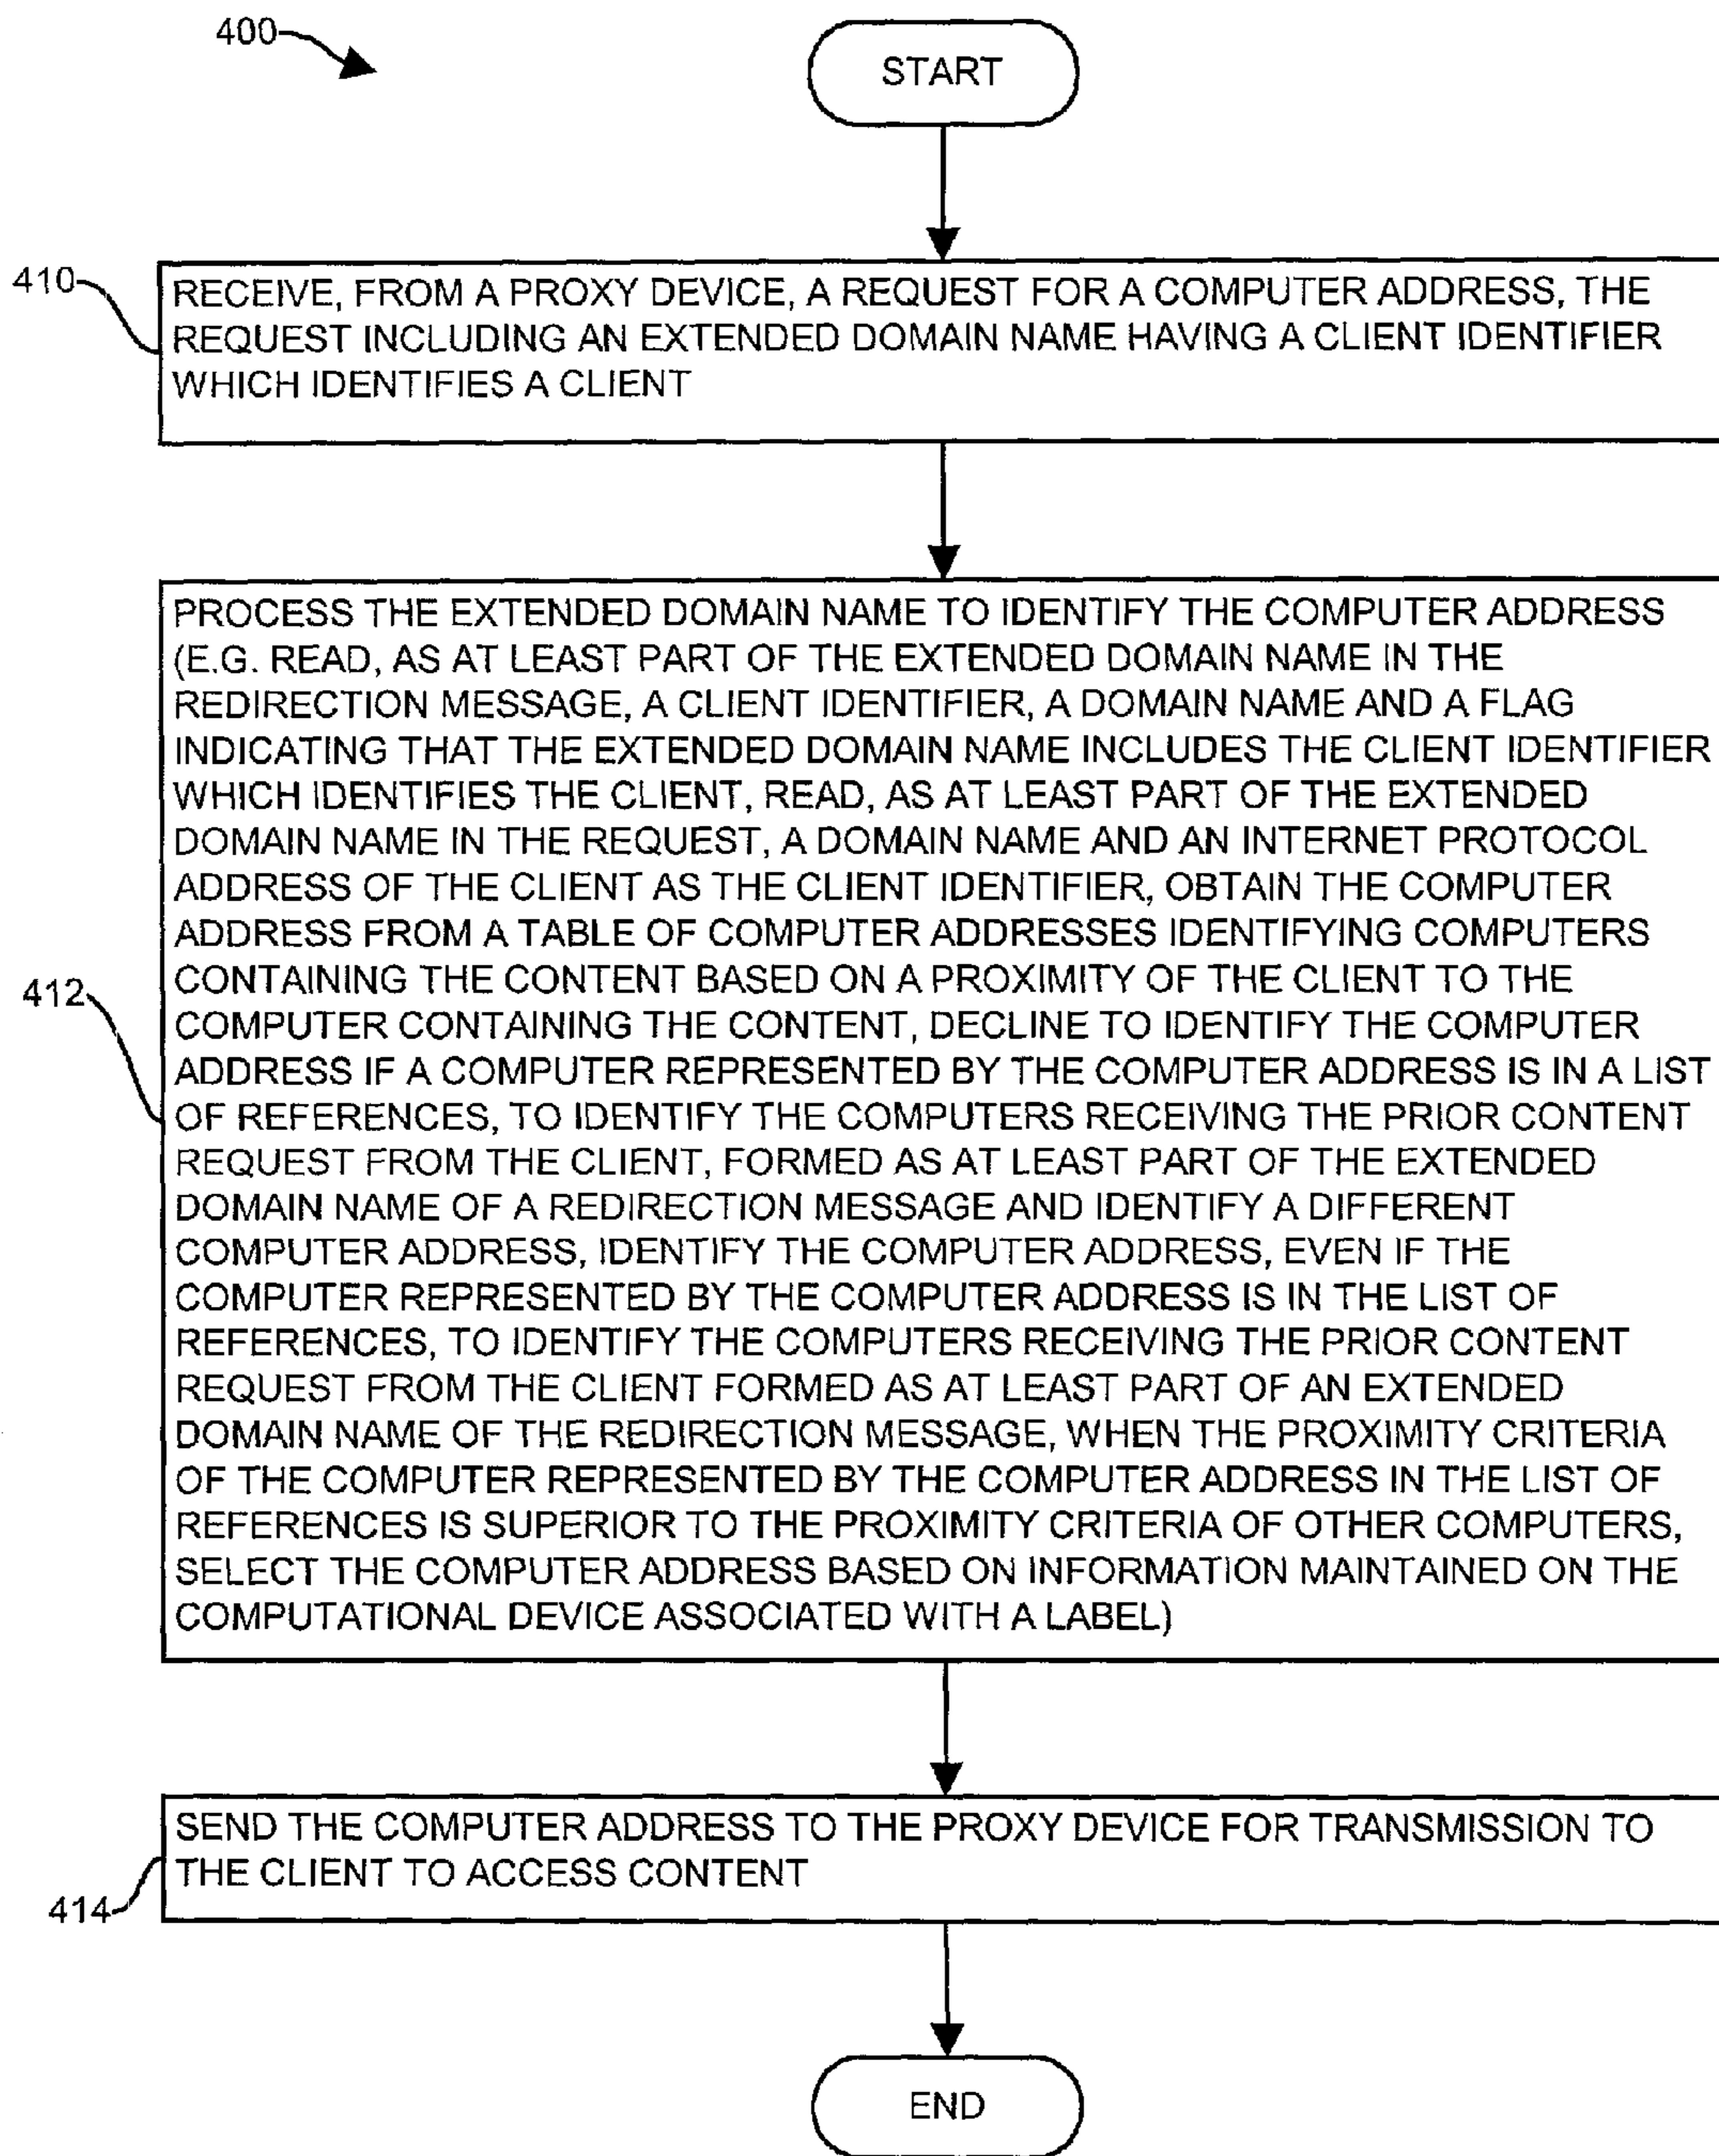 400
START
410
RECEIVE, FROM A PROXY DEVICE, A REQUEST FOR A COMPUTER ADDRESS, THE
REQUEST INCLUDING AN EXTENDED DOMAIN NAME HAVING A CLIENT IDENTIFIER
WHICH IDENTIFIES A CLIENT
412
PROCESS THE EXTENDED DOMAIN NAME TO IDENTIFY THE COMPUTER ADDRESS
(E.G. READ, AS AT LEAST PART OF THE EXTENDED DOMAIN NAME IN THE
REDIRECTION MESSAGE, A CLIENT IDENTIFIER, A DOMAIN NAME AND A FLAG
INDICATING THAT THE EXTENDED DOMAIN NAME INCLUDES THE CLIENT IDENTIFIER
WHICH IDENTIFIES THE CLIENT, READ, AS AT LEAST PART OF THE EXTENDED
DOMAIN NAME IN THE REQUEST, A DOMAIN NAME AND AN INTERNET PROTOCOL
ADDRESS OF THE CLIENT AS THE CLIENT IDENTIFIER, OBTAIN THE COMPUTER
ADDRESS FROM A TABLE OF COMPUTER ADDRESSES IDENTIFYING COMPUTERS
CONTAINING THE CONTENT BASED ON A PROXIMITY OF THE CLIENT TO THE
COMPUTER CONTAINING THE CONTENT, DECLINE TO IDENTIFY THE COMPUTER
ADDRESS IF A COMPUTER REPRESENTED BY THE COMPUTER ADDRESS IS IN A LIST
OF REFERENCES, TO IDENTIFY THE COMPUTERS RECEIVING THE PRIOR CONTENT
REQUEST FROM THE CLIENT, FORMED AS AT LEAST PART OF THE EXTENDED
DOMAIN NAME OF A REDIRECTION MESSAGE AND IDENTIFY A DIFFERENT
COMPUTER ADDRESS, IDENTIFY THE COMPUTER ADDRESS, EVEN IF THE
COMPUTER REPRESENTED BY THE COMPUTER ADDRESS IS IN THE LIST OF
REFERENCES, TO IDENTIFY THE COMPUTERS RECEIVING THE PRIOR CONTENT
REQUEST FROM THE CLIENT FORMED AS AT LEAST PART OF AN EXTENDED
DOMAIN NAME OF THE REDIRECTION MESSAGE, WHEN THE PROXIMITY CRITERIA
OF THE COMPUTER REPRESENTED BY THE COMPUTER ADDRESS IN THE LIST OF
REFERENCES IS SUPERIOR TO THE PROXIMITY CRITERIA OF OTHER COMPUTERS,
SELECT THE COMPUTER ADDRESS BASED ON INFORMATION MAINTAINED ON THE
COMPUTATIONAL DEVICE ASSOCIATED WITH A LABEL)
414
SEND THE COMPUTER ADDRESS TO THE PROXY DEVICE FOR TRANSMISSION TO
THE CLIENT TO ACCESS CONTENT
END